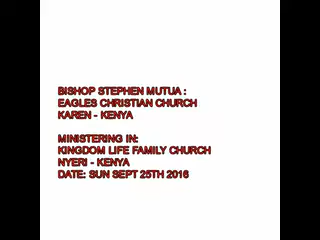 BISHOP STEPHEN MUTUA :
EAGLES CHRISTIAN CHURCH
KAREN - KENYA
MINISTERING IN:
KINGDOM LIFE FAMILY CHURCH
NYERI - KENYA
DATE: SUN SEPT 25TH 2016